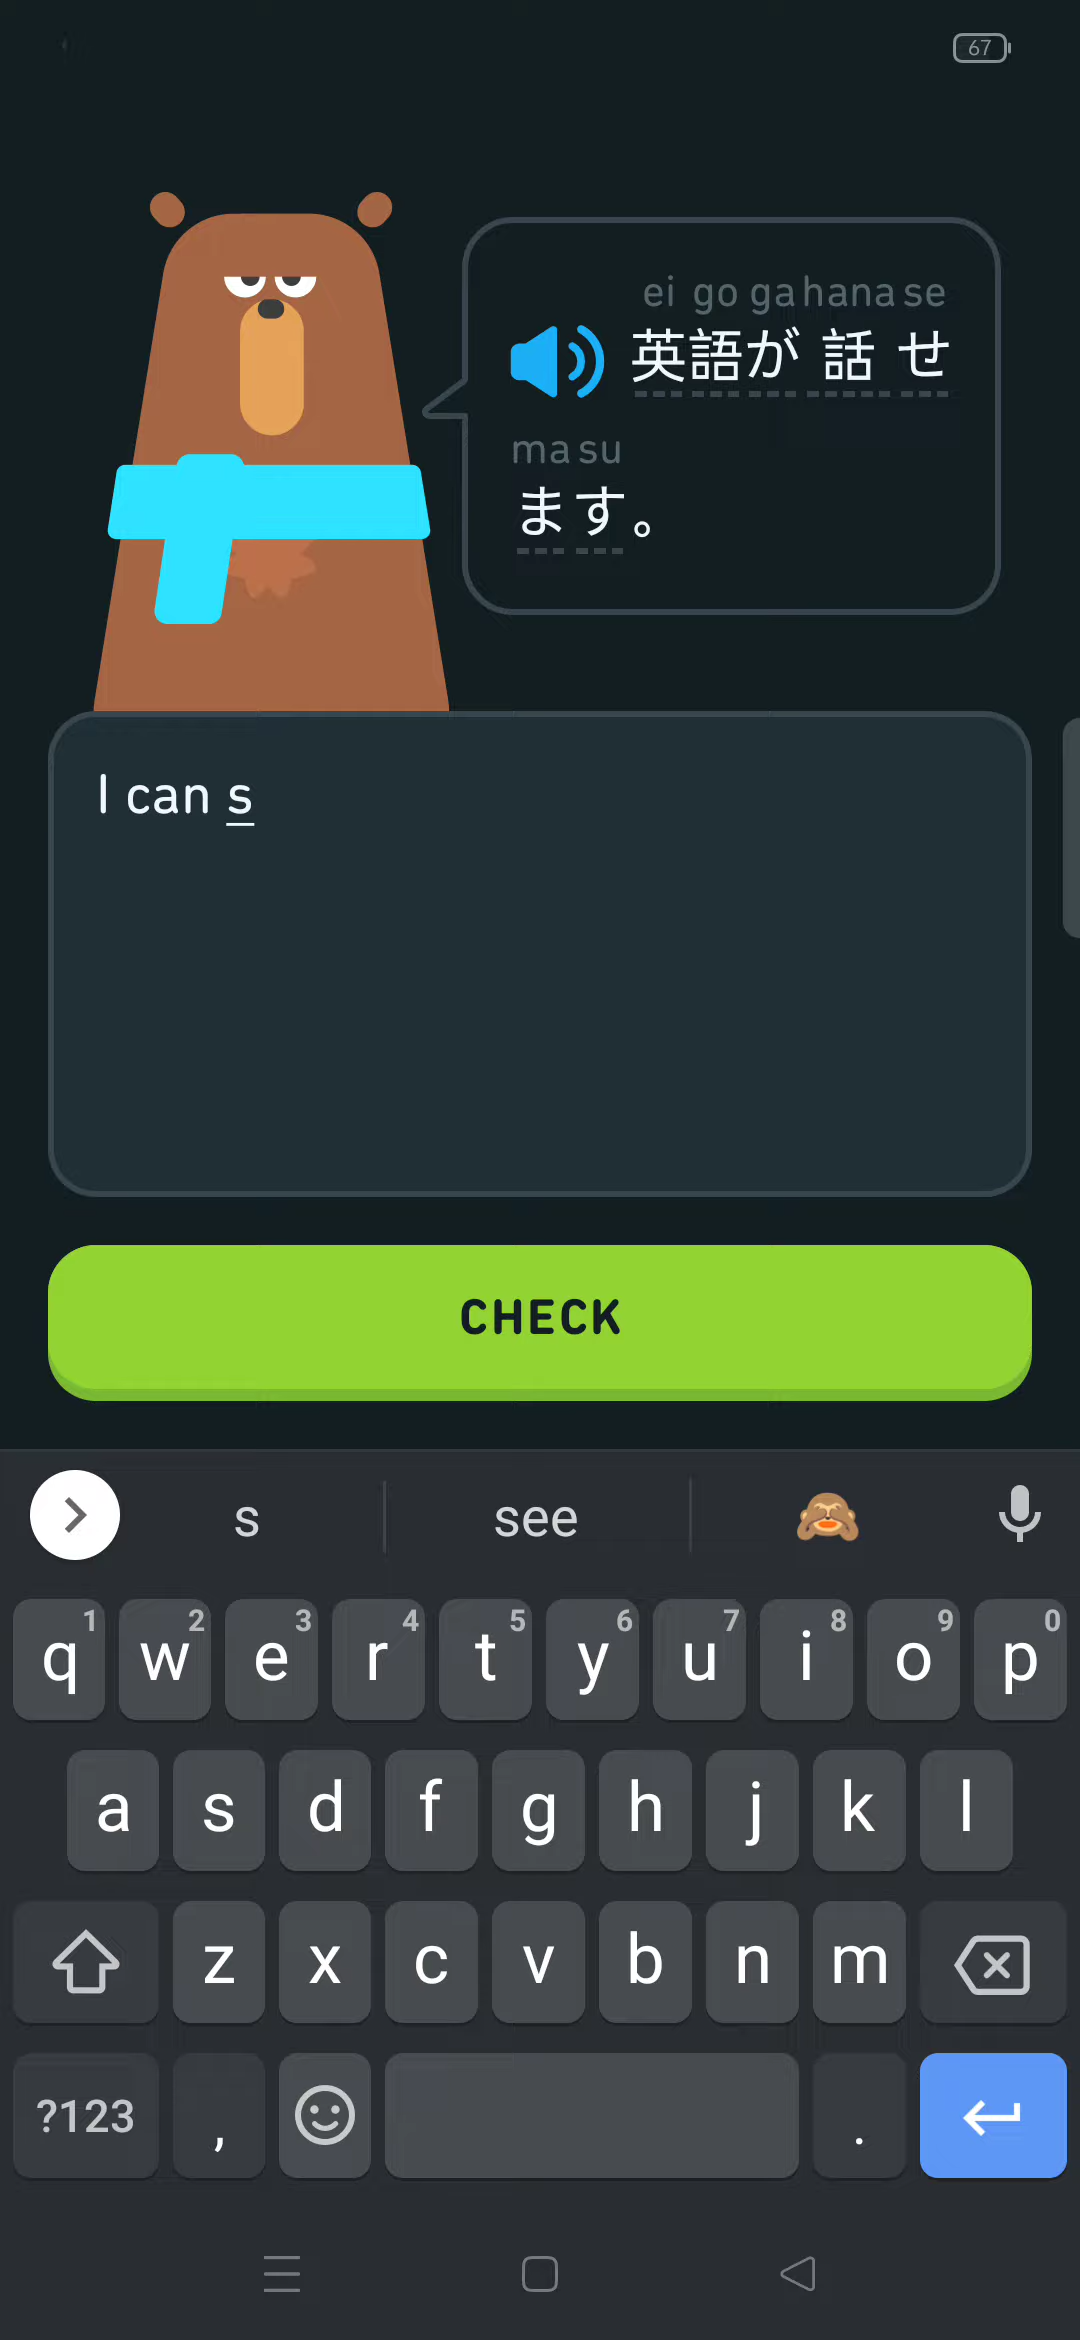 67
ei go ga hana se
英語が 話 せ
ma su
ます。
I can s
CHECK
s see
1 2 3 4 5 6 7 8 9 0
q w e r t y u i o p
a s d f g h j k l
z x c v b n m
?123 , .